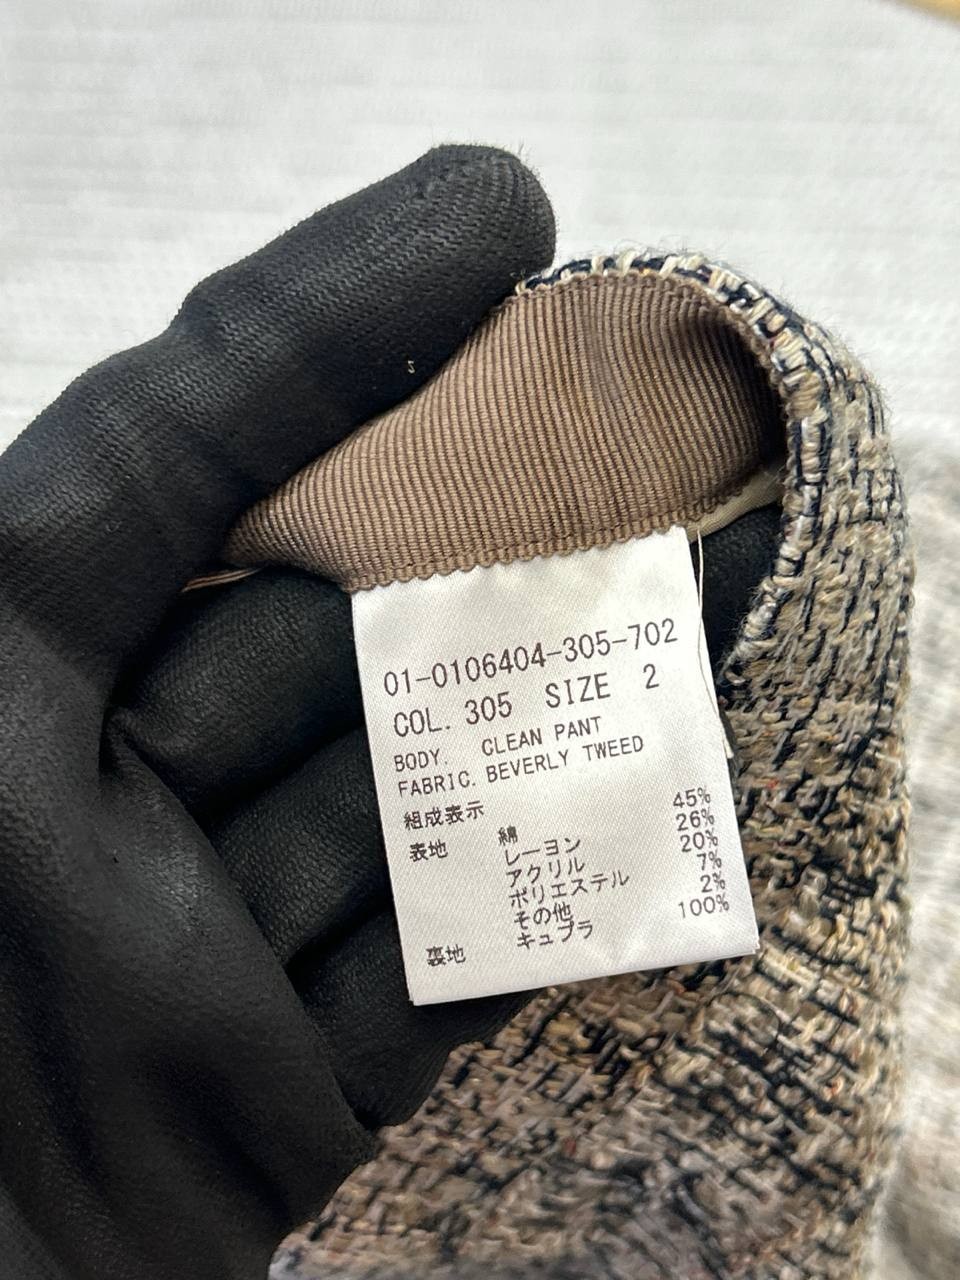 01-0106404-305-702
COL. 305 SIZE 2
BODY. CLEAN PANT
FABRIC. BEVERLY TWEED
組成表示
表地 綿 45%
レーヨン 26%
アクリル 20%
ポリエステル 7%
その他 2%
裏地 キュプラ 100%